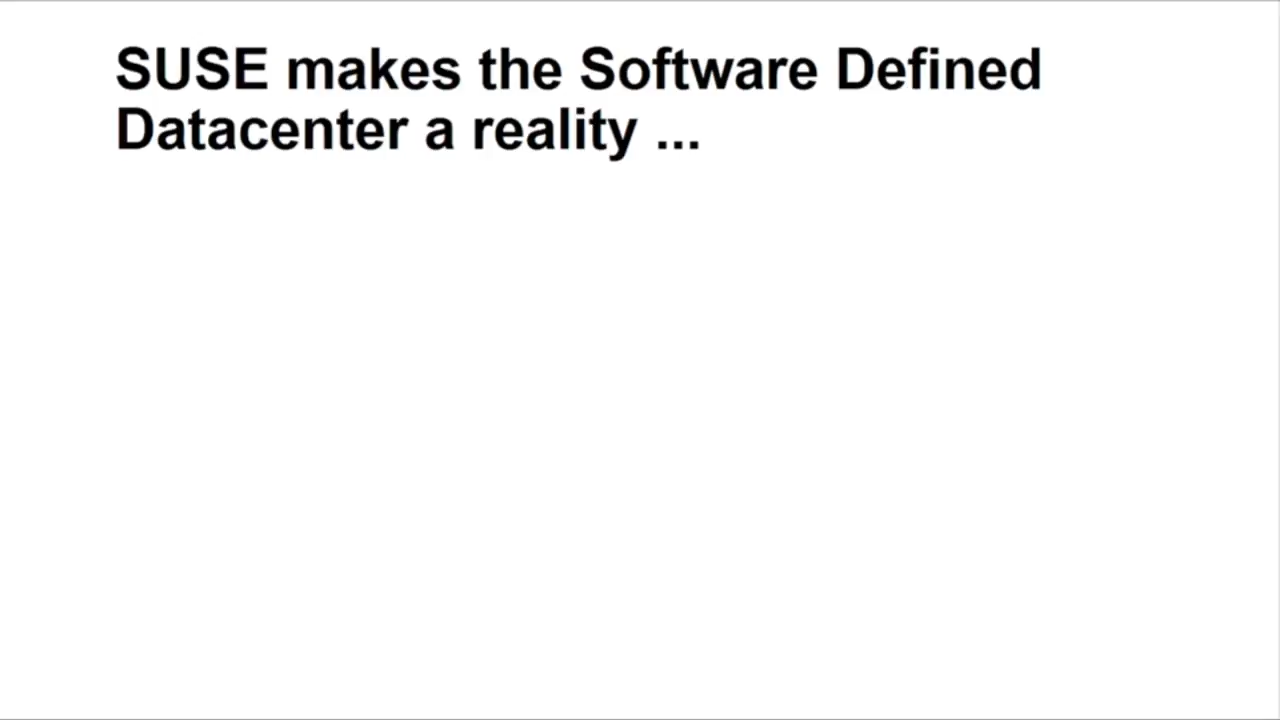 SUSE makes the Software Defined
Datacenter a reality ...